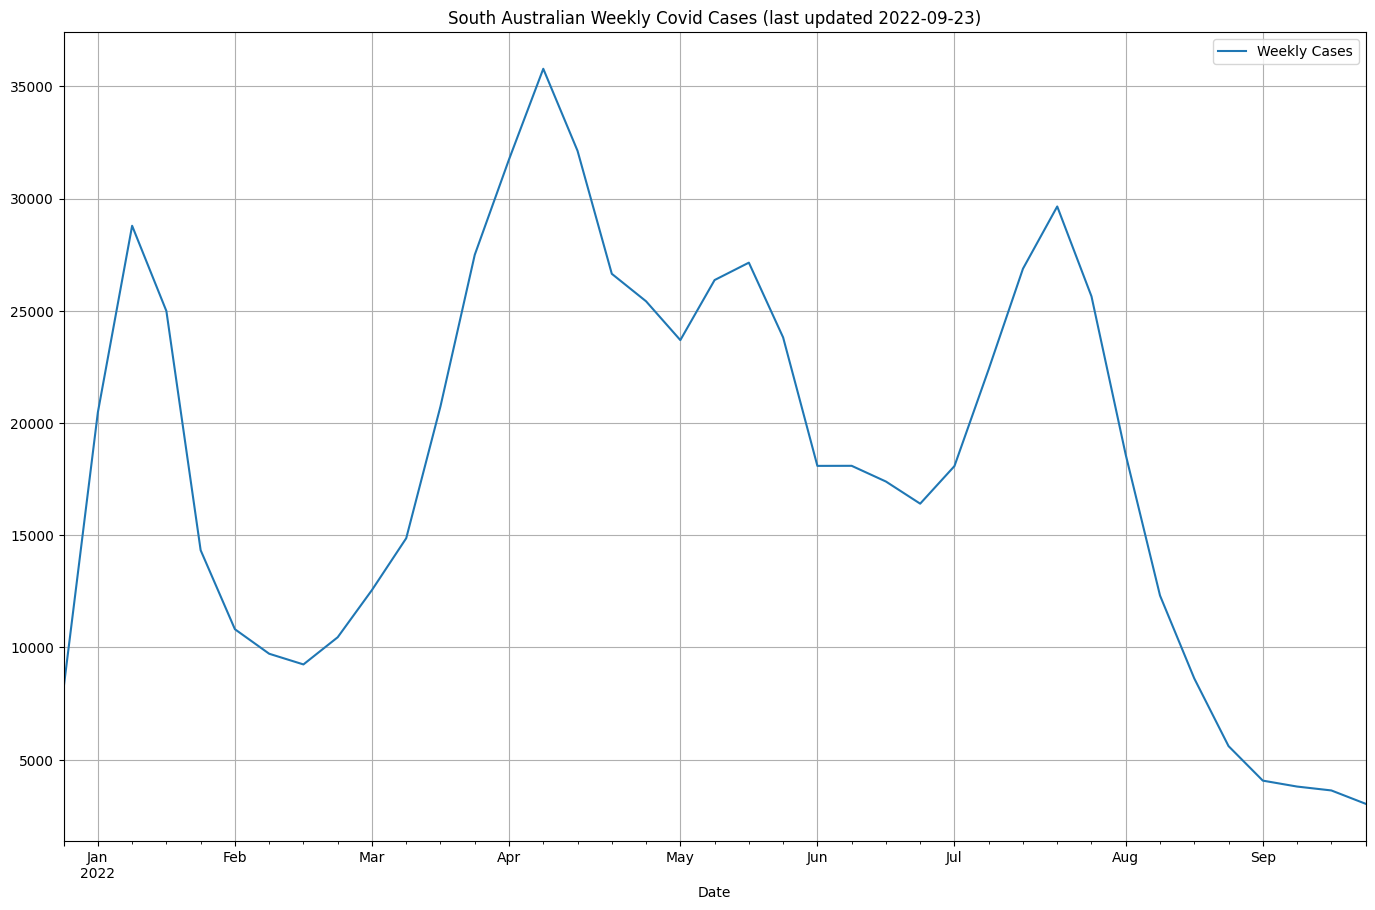 South Australian Weekly Covid Cases (last updated 2022-09-23)
Weekly Cases
35000
30000
25000
20000
15000
10000
5000
Jan Feb Mar Apr May Jun Jul Aug Sep
2022
Date